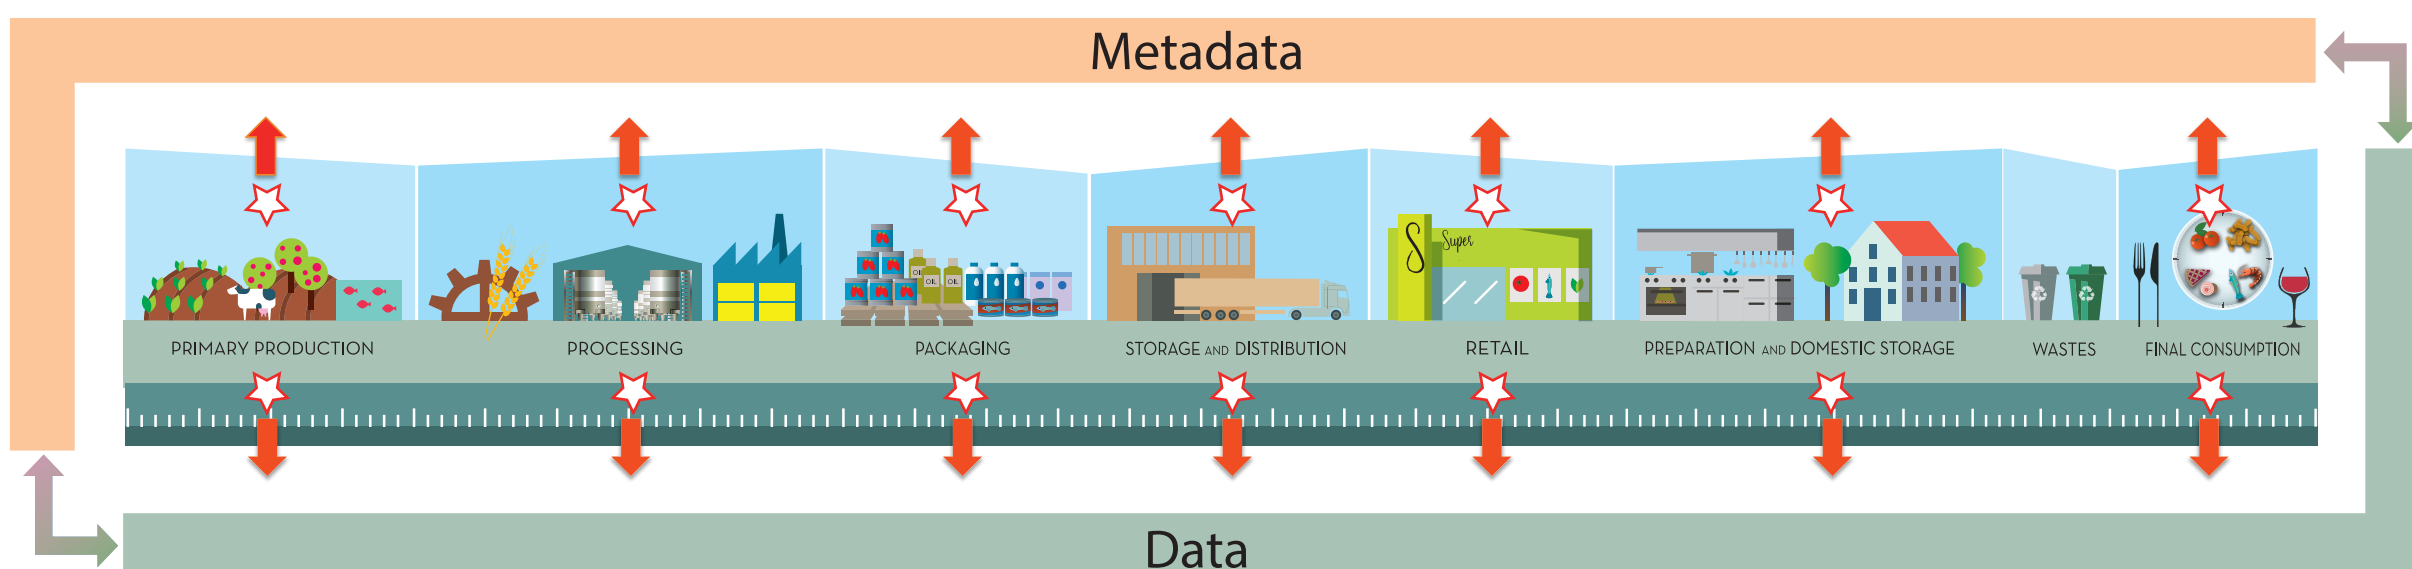 Metadata
S
Super
OIL
OIL
OIL
PRIMARY PRODUCTION
PROCESSING
PACKAGING
STORAGE AND DISTRIBUTION
RETAIL
PREPARATION AND DOMESTIC STORAGE
WASTES
FINAL CONSUMPTION
Data